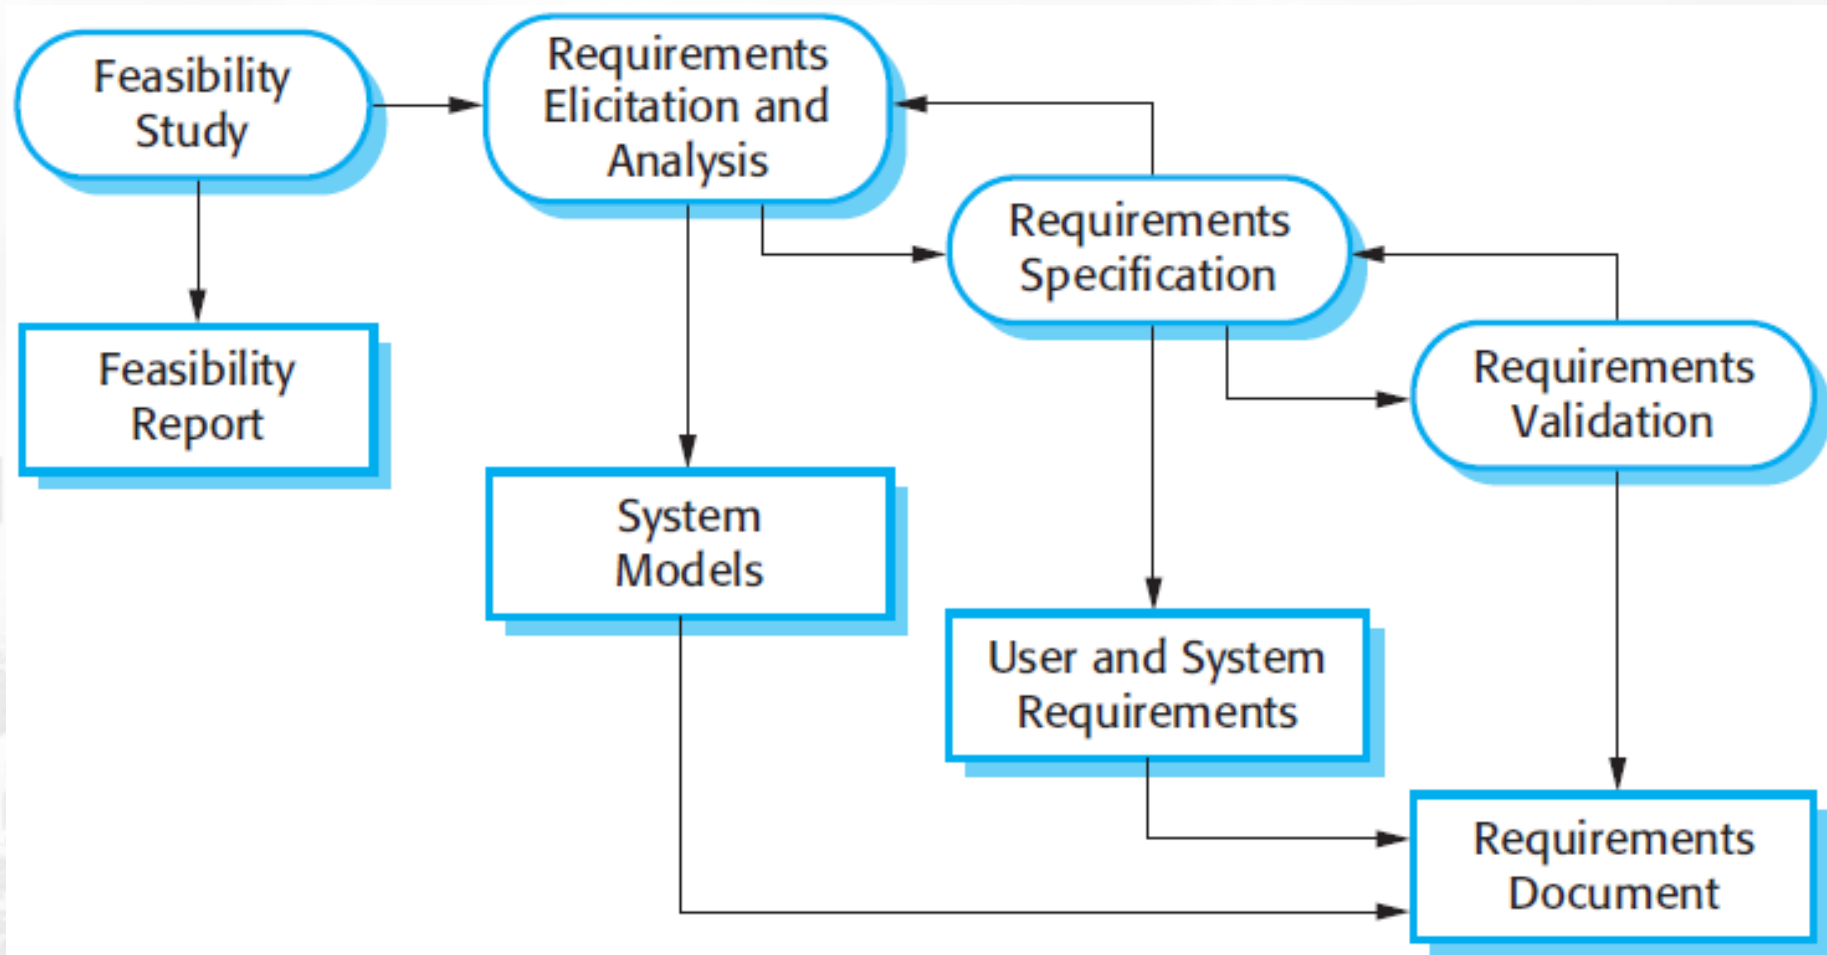 Feasibility
Study
Requirements
Elicitation and
Analysis
Requirements
Specification
Requirements
Validation
Feasibility
Report
System
Models
User and System
Requirements
Requirements
Document